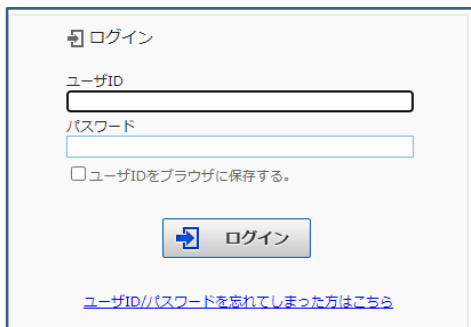 ログイン
ユーザID
パスワード
ユーザIDをブラウザに保存する。
ログイン
ユーザID/パスワードを忘れてしまった方はこちら